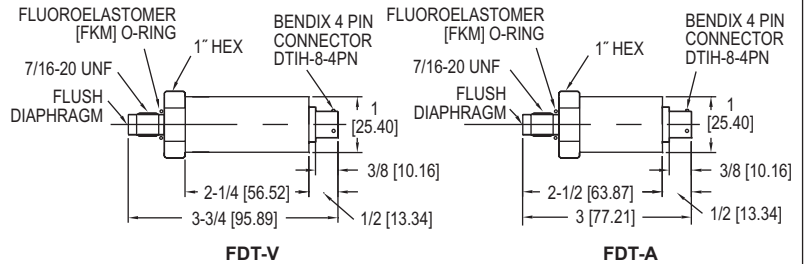 FLUOROELASTOMER
[FKM] O-RING
1˝ HEX
BENDIX 4 PIN
CONNECTOR
DTIH-8-4PN
7/16-20 UNF
FLUSH
DIAPHRAGM
1
[25.40]
3/8 [10.16]
2-1/4 [56.52]
3-3/4 [95.89]
1/2 [13.34]
FDT-V
FLUOROELASTOMER
[FKM] O-RING
1˝ HEX
BENDIX 4 PIN
CONNECTOR
DTIH-8-4PN
7/16-20 UNF
FLUSH
DIAPHRAGM
1
[25.40]
3/8 [10.16]
2-1/2 [63.87]
3 [77.21]
1/2 [13.34]
FDT-A